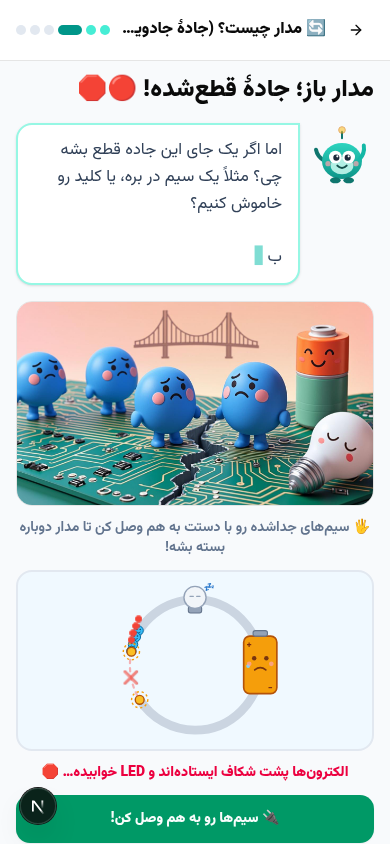 🔄 مدار چیست؟ (جادهٔ جادویـ...
مدار باز؛ جادهٔ قطع‌شده! 🔴🛑
اما اگر یک جای این جاده قطع بشه
چی؟ مثلاً یک سیم در بره، یا کلید رو
خاموش کنیم؟
ب
🖐️ سیم‌های جداشده رو با دستت به هم وصل کن تا مدار دوباره
بسته بشه!
💤
+
-
الکترون‌ها پشت شکاف ایستاده‌اند و LED خوابیده... 🛑
🔌 سیم‌ها رو به هم وصل کن!
N